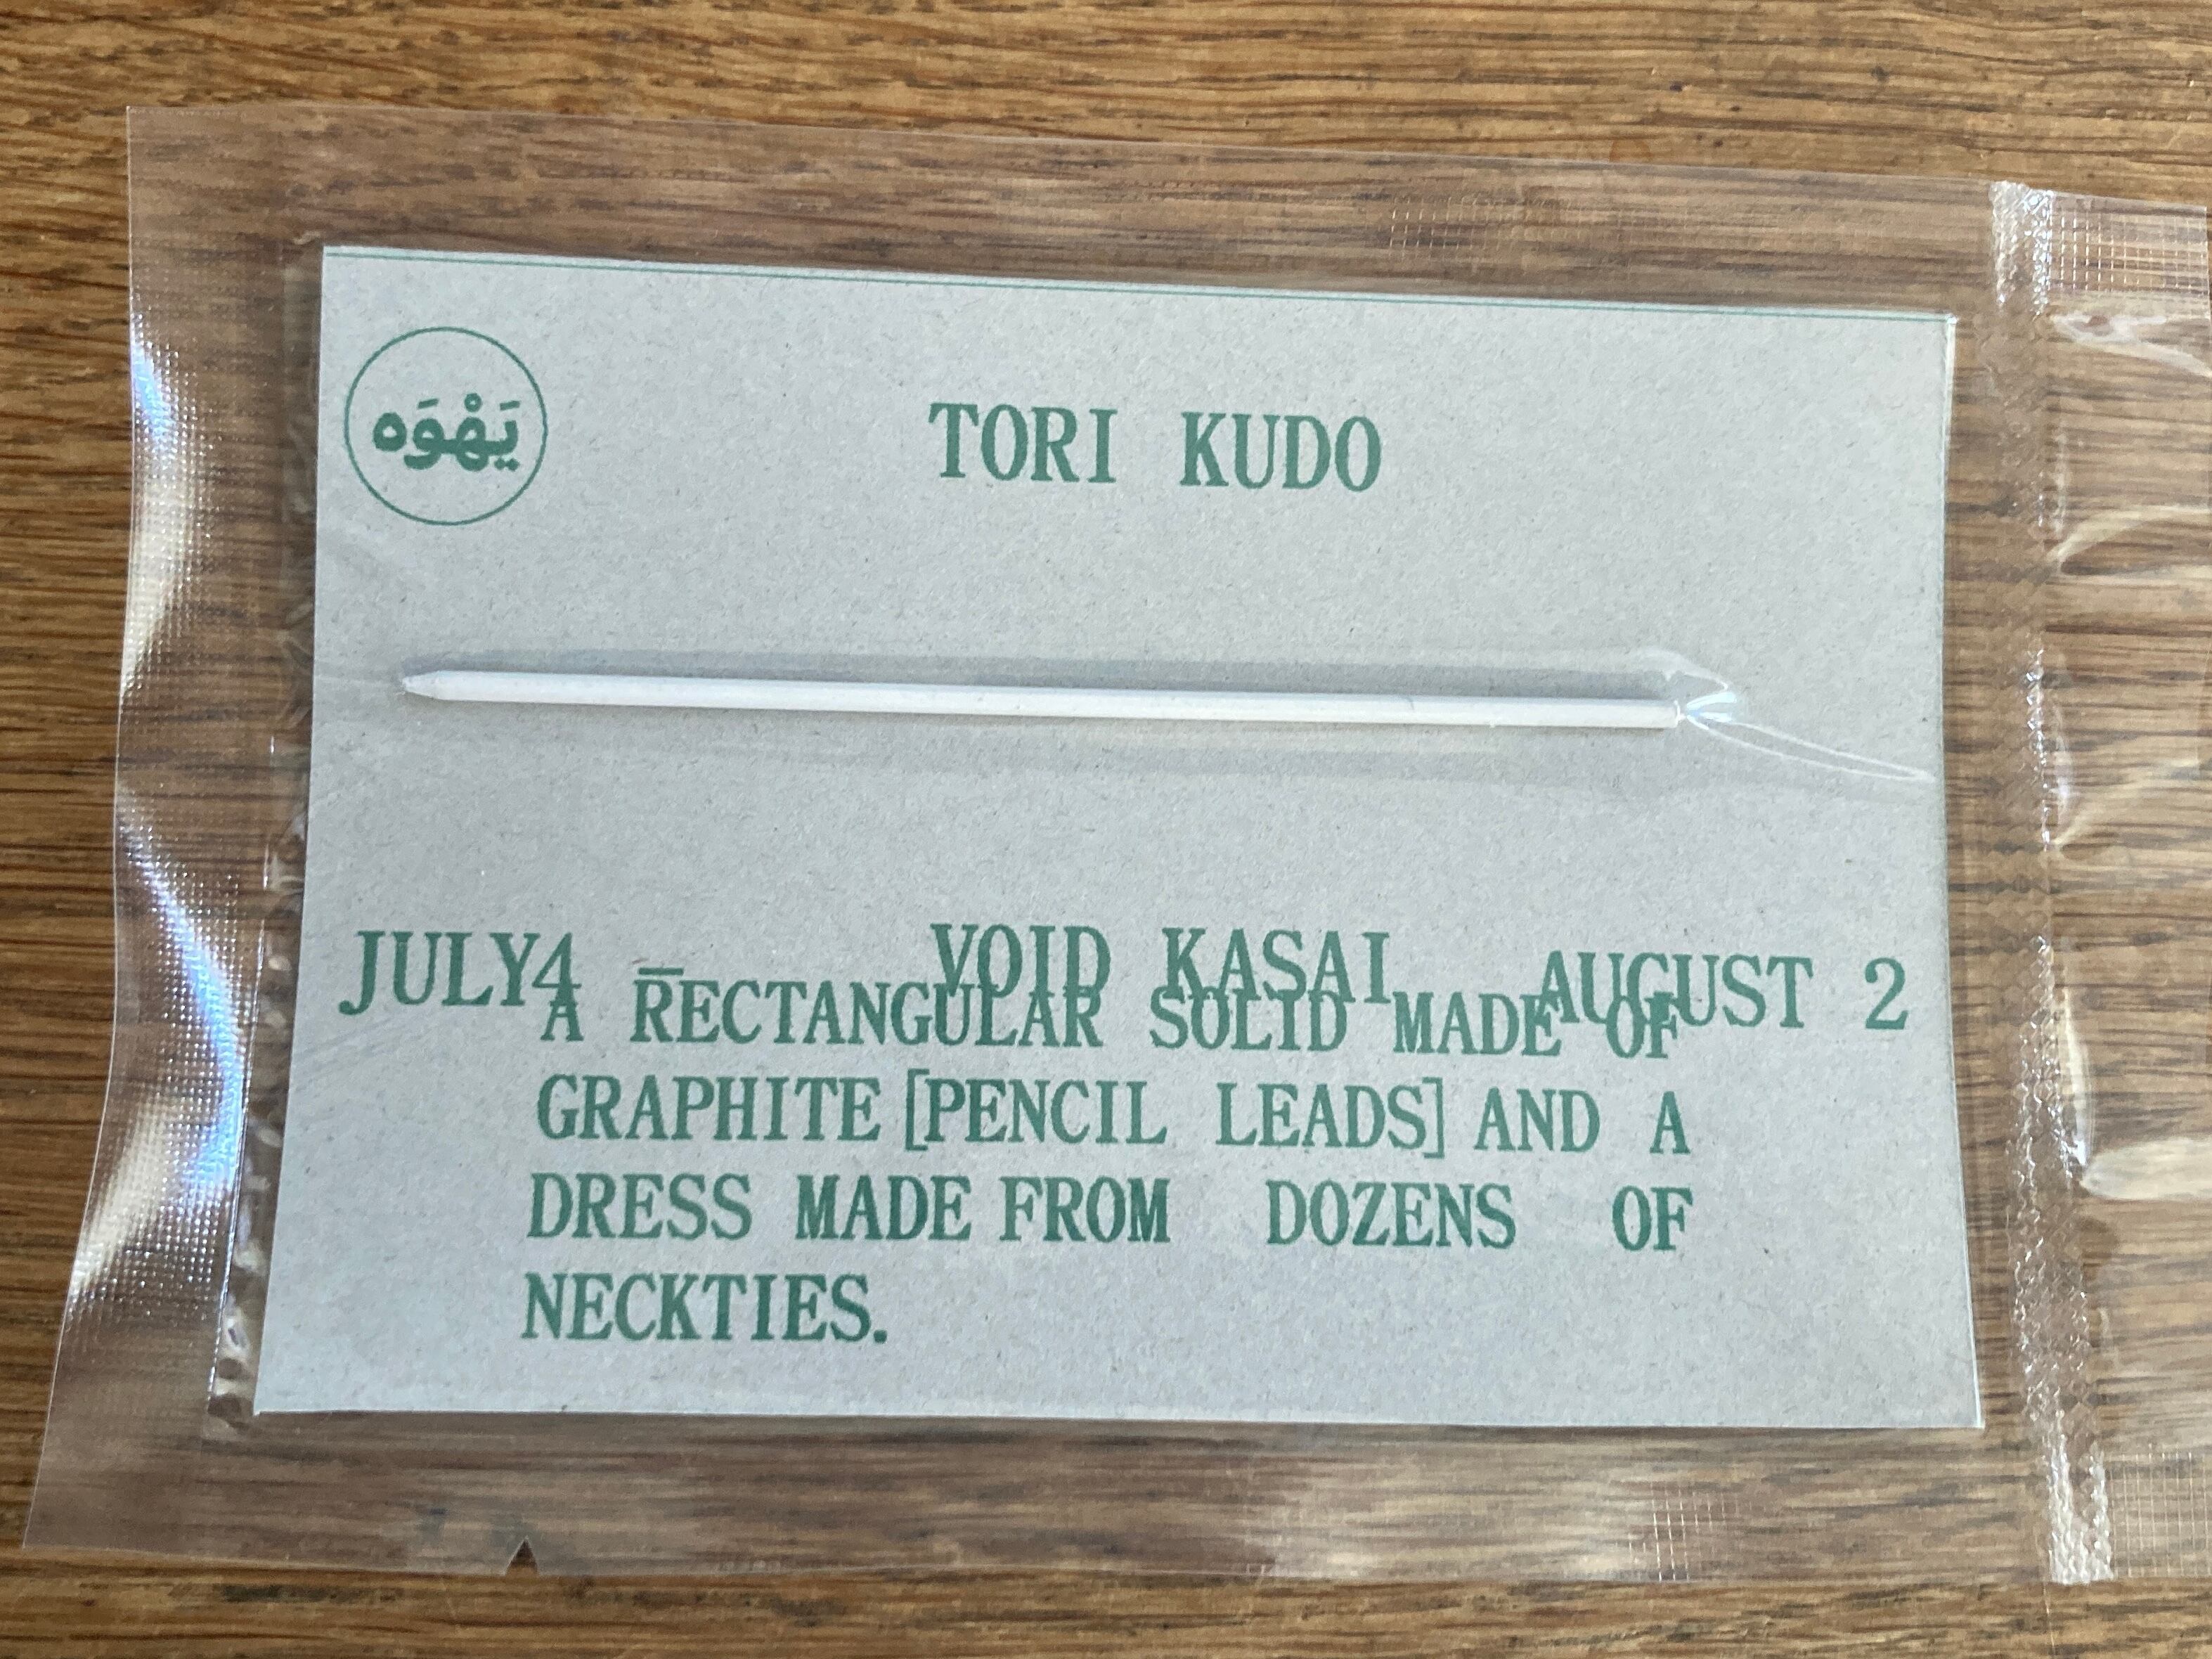 يَهْوَه
TORI KUDO
JULY4 — VOID KASAI AUGUST 2
A RECTANGULAR SOLID MADE OF
GRAPHITE [PENCIL LEADS] AND A
DRESS MADE FROM DOZENS OF
NECKTIES.